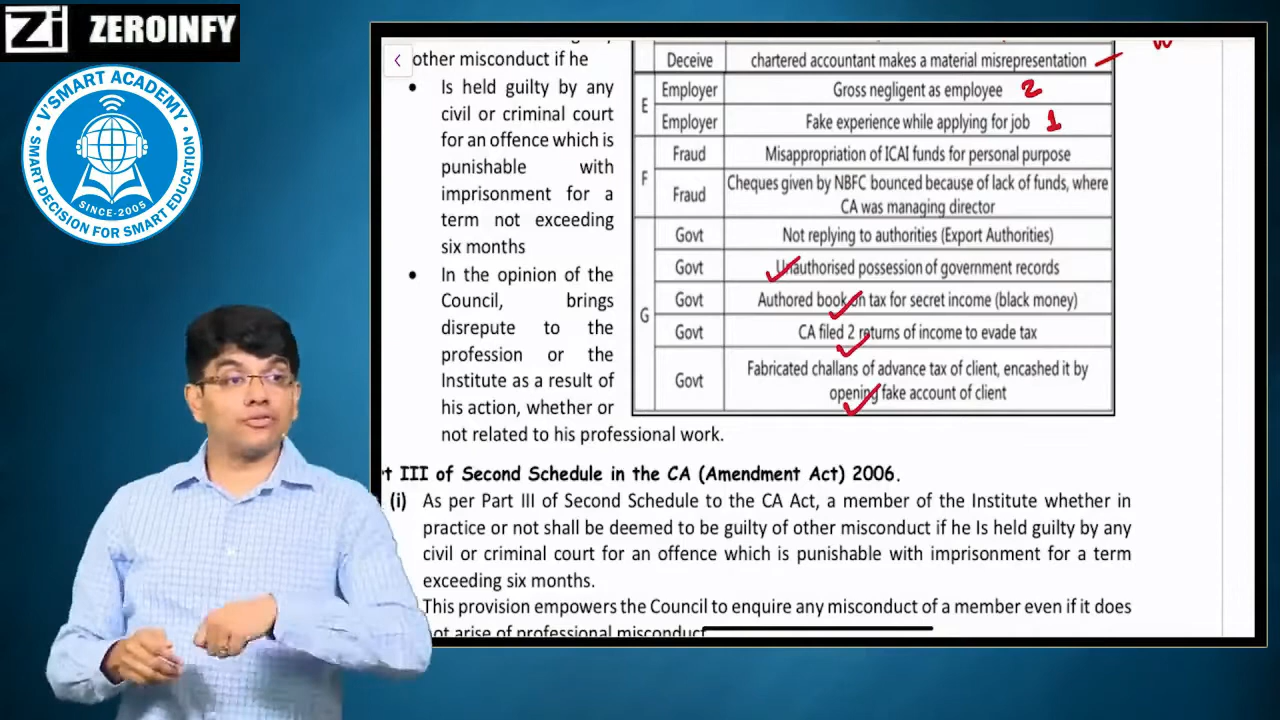 Zi ZEROINFY
V'SMART ACADEMY
SINCE-2005
SMART DECISION FOR SMART EDUCATION
other misconduct if he
• Is held guilty by any
civil or criminal court
for an offence which is
punishable with
imprisonment for a
term not exceeding
six months
• In the opinion of the
Council, brings
disrepute to the
profession or the
Institute as a result of
his action, whether or
not related to his professional work.
Deceive chartered accountant makes a material misrepresentation
E
Employer Gross negligent as employee 2
Employer Fake experience while applying for job 1
F
Fraud Misappropriation of ICAI funds for personal purpose
Fraud Cheques given by NBFC bounced because of lack of funds, where
CA was managing director
G
Govt Not replying to authorities (Export Authorities)
Govt Unauthorised possession of government records
Govt Authored book on tax for secret income (black money)
Govt CA filed 2 returns of income to evade tax
Govt Fabricated challans of advance tax of client, encashed it by
opening fake account of client
III of Second Schedule in the CA (Amendment Act) 2006.
(i) As per Part III of Second Schedule to the CA Act, a member of the Institute whether in
practice or not shall be deemed to be guilty of other misconduct if he Is held guilty by any
civil or criminal court for an offence which is punishable with imprisonment for a term
exceeding six months.
This provision empowers the Council to enquire any misconduct of a member even if it does
not arise of professional misconduct